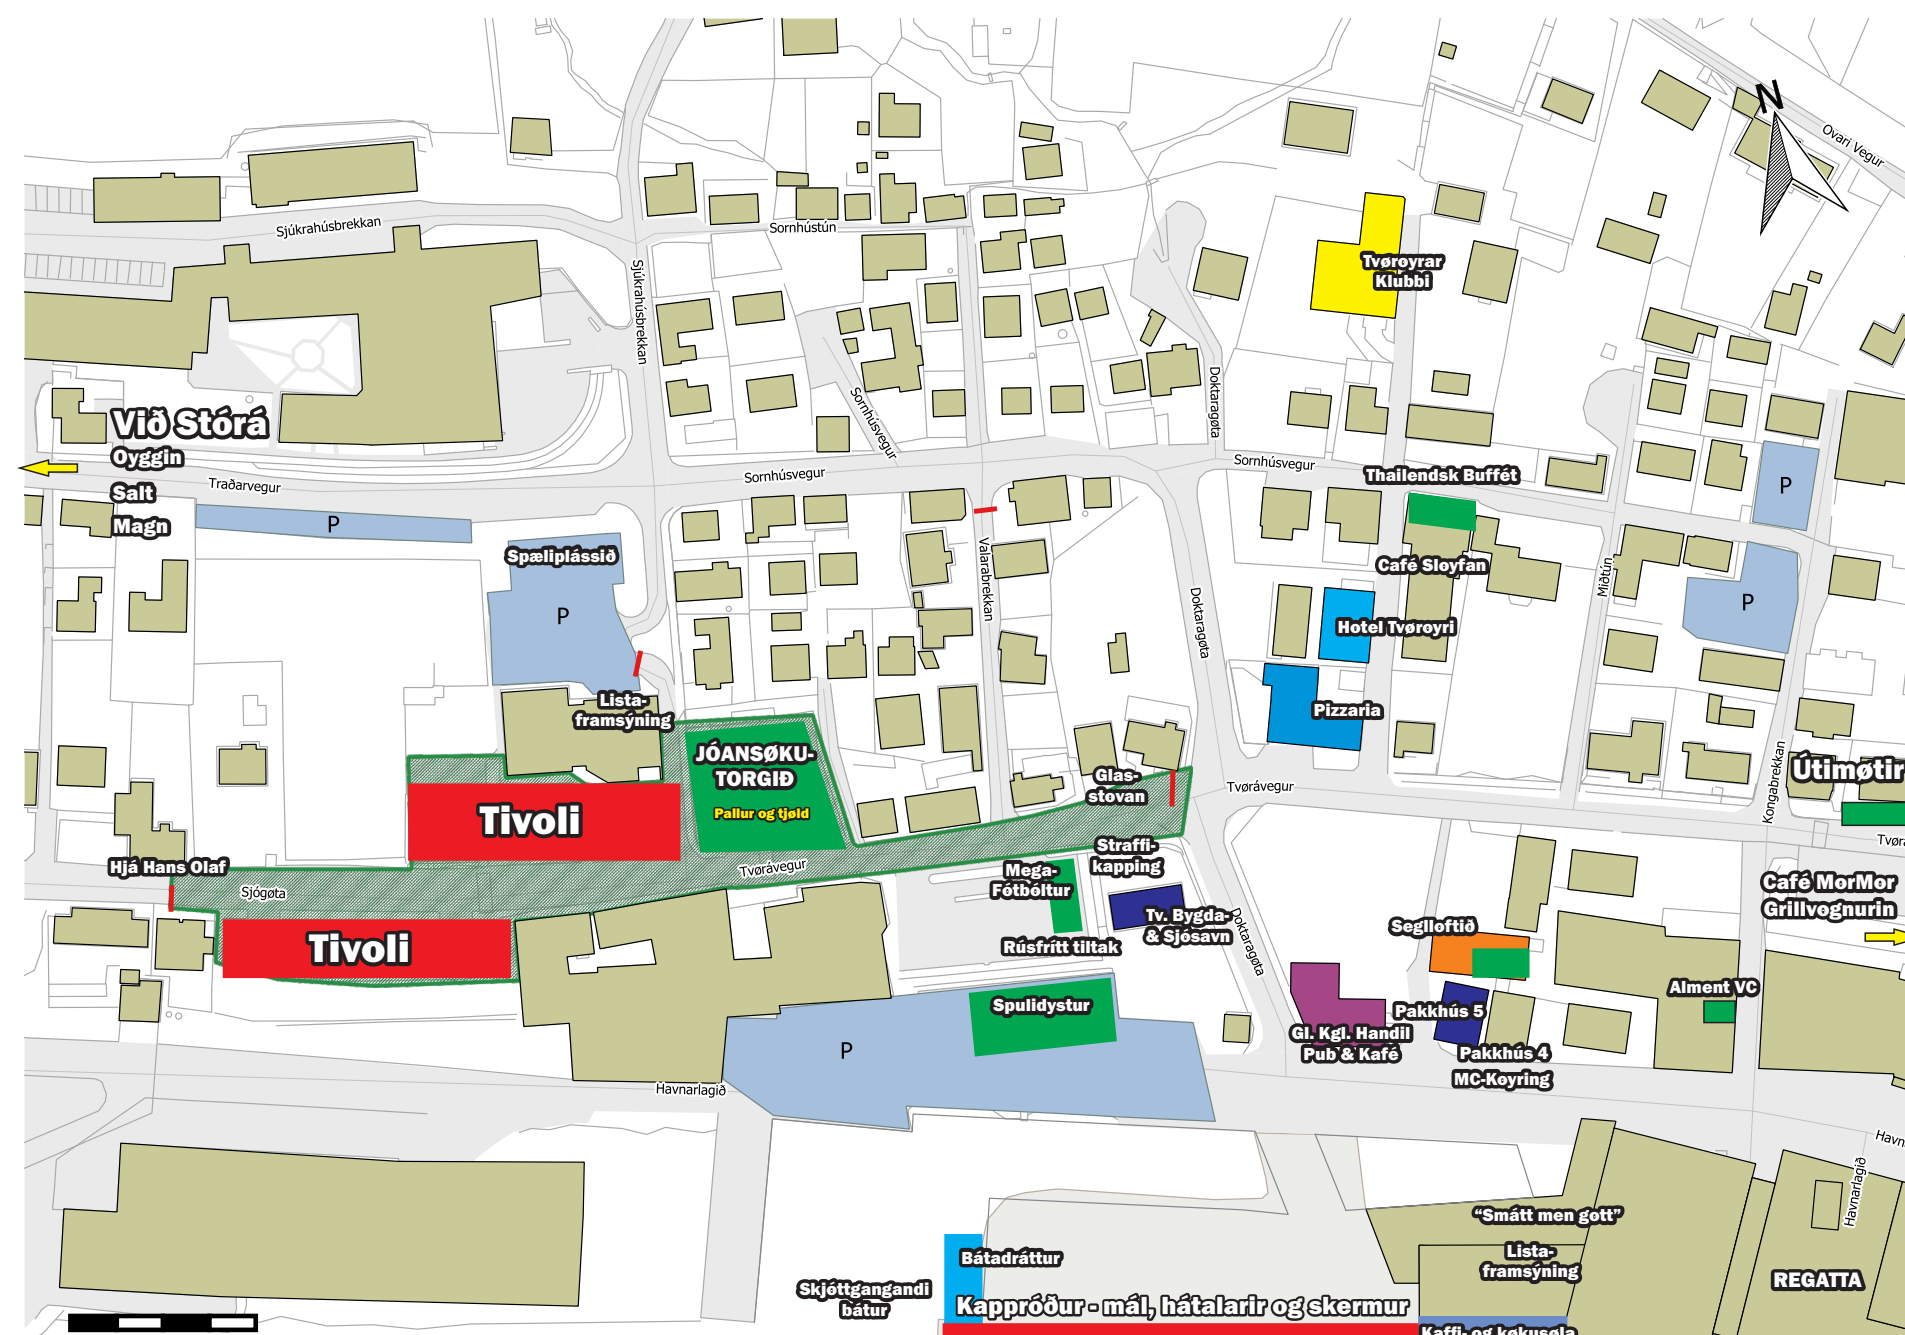 N
Ovari Vegur
Sjúkrahúsbrekkan
Sornhústún
Sjúkrahúsbrekkan
Tvøroyrar
Klubbi
Við Stórá
Oyggin
Salt
Magn
Traðarvegur
P
Sornhúsvegur
Sornhúsvegur
Doktaragøta
Sornhúsvegur
Thailendsk Buffét
P
Spæliplássið
P
Valarabrekkan
Doktaragøta
Café Sloyfan
Hotel Tvøroyri
Miðtún
P
Lista-
framsýning
Pizzaria
JÓANSØKU-
TORGIÐ
Pallur og tjøld
Tivoli
Glas-
stovan
Tvørávegur
Kongabrekkan
Útimøtir
Hjá Hans Olaf
Sjógøta
Tvørávegur
Straffi-
kapping
Mega-
Fótbóltur
Tv. Bygda-
& Sjósavn
Rúsfrítt tiltak
Doktaragøta
Tivoli
Café MorMor
Grillvognurin
Seglloftið
Alment VC
Spulidystur
P
Gl. Kgl. Handil
Pub & Kafé
Pakkhús 5
Pakkhús 4
MC-Koyring
Havnarlagið
Havnarlagið
"Smátt men gott"
Lista-
framsýning
REGATTA
Bátadráttur
Skjóttgangandi
bátur
Kappróður - mál, hátalarir og skermur
Kaffi- og køkusøla